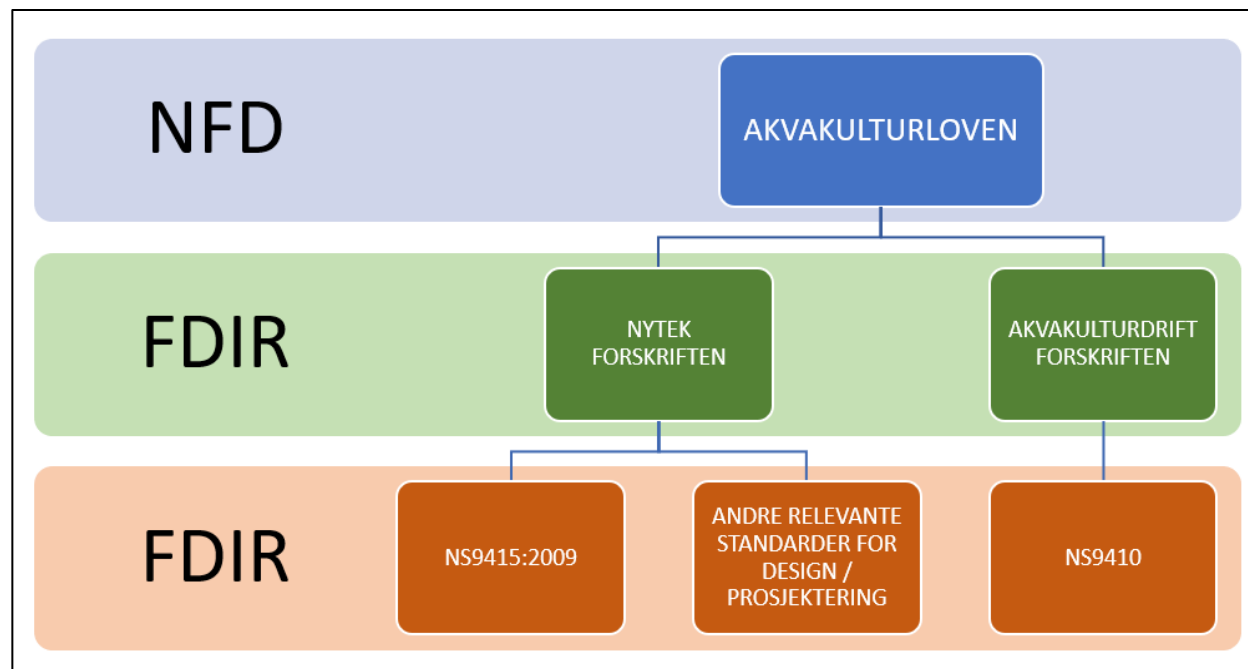 NFD
AKVAKULTURLOVEN
FDIR
NYTEK
FORSKRIFTEN
AKVAKULTURDRIFT
FORSKRIFTEN
FDIR
NS9415:2009
ANDRE RELEVANTE
STANDARDER FOR
DESIGN /
PROSJEKTERING
NS9410